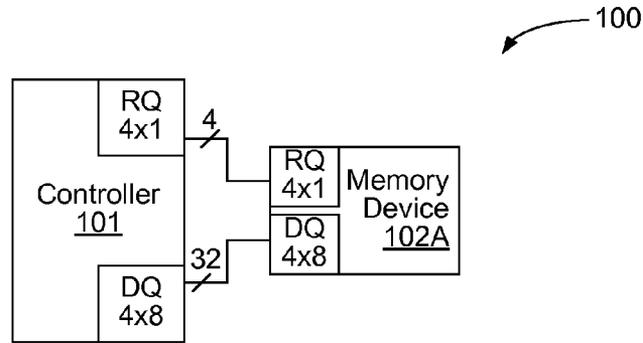 100
RQ
4x1
4
Controller
101
RQ
4x1
Memory
Device
102A
DQ
4x8
32
DQ
4x8